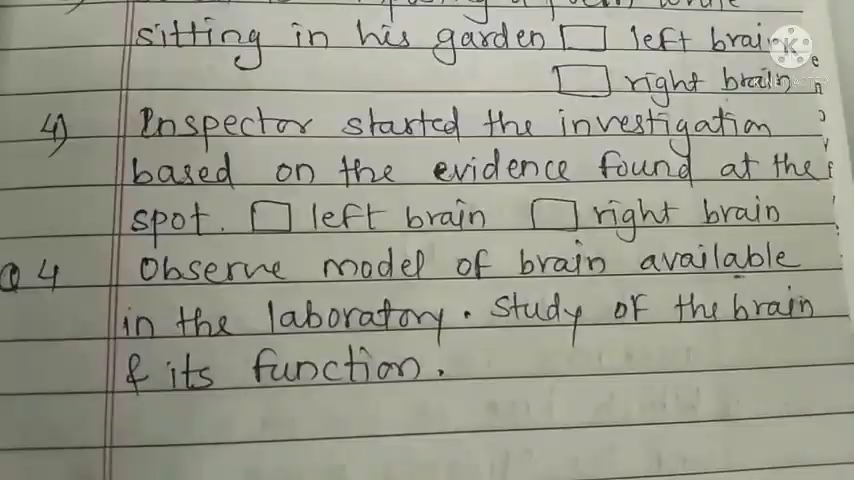 sitting in his garden □ left brain
□ right brain
4) Inspector started the investigation
based on the evidence found at the
spot. □ left brain □ right brain
Q4 Observe model of brain available
in the laboratory. Study of the brain
& its function.